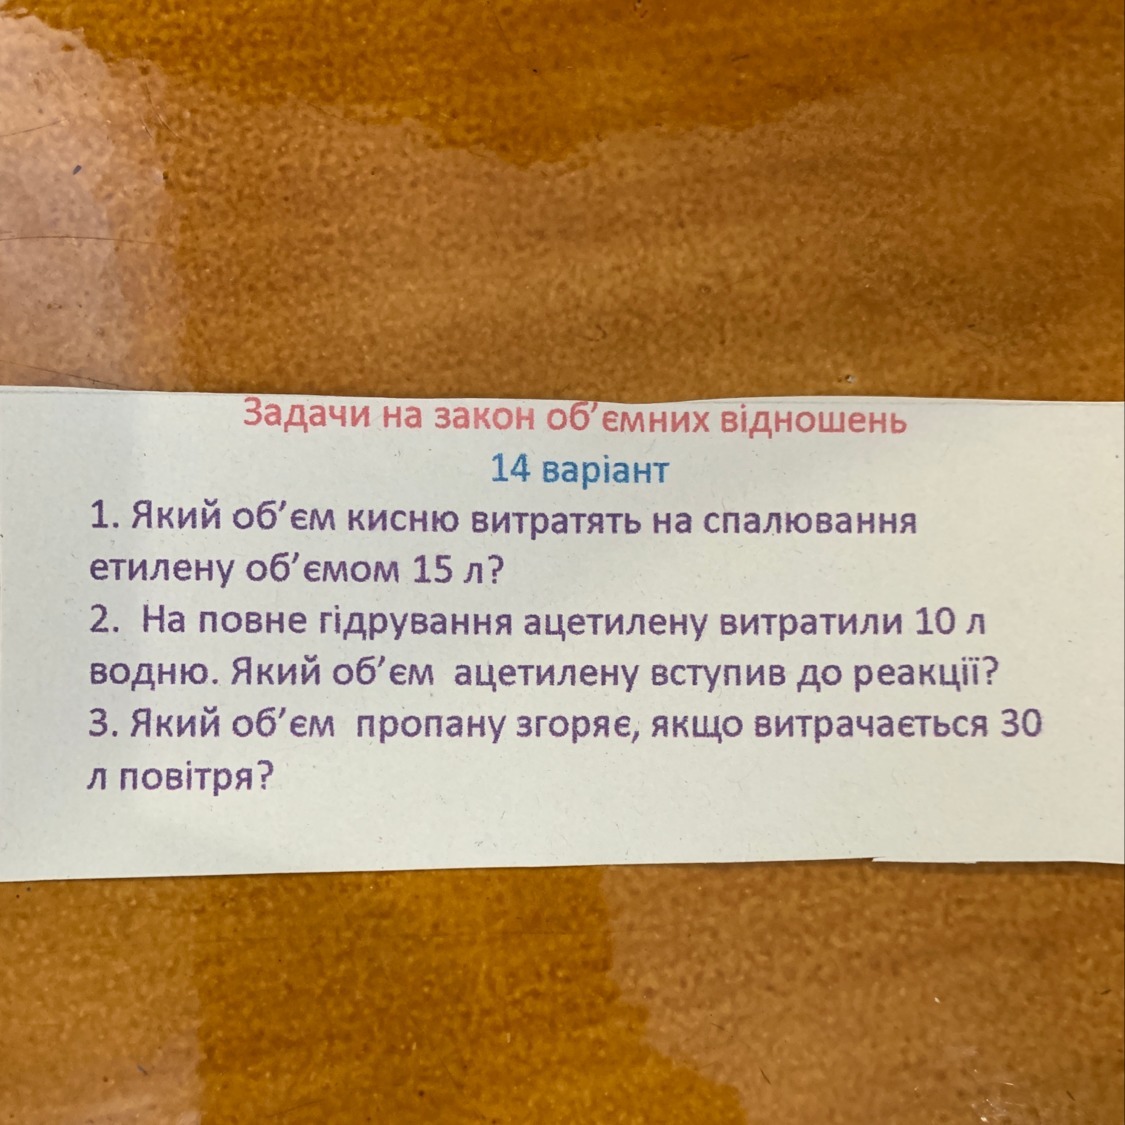 Задачи на закон об’ємних відношень
14 варіант
1. Який об’єм кисню витратять на спалювання
етилену об’ємом 15 л?
2. На повне гідрування ацетилену витратили 10 л
водню. Який об’єм ацетилену вступив до реакції?
3. Який об’єм пропану згоряє, якщо витрачається 30
л повітря?